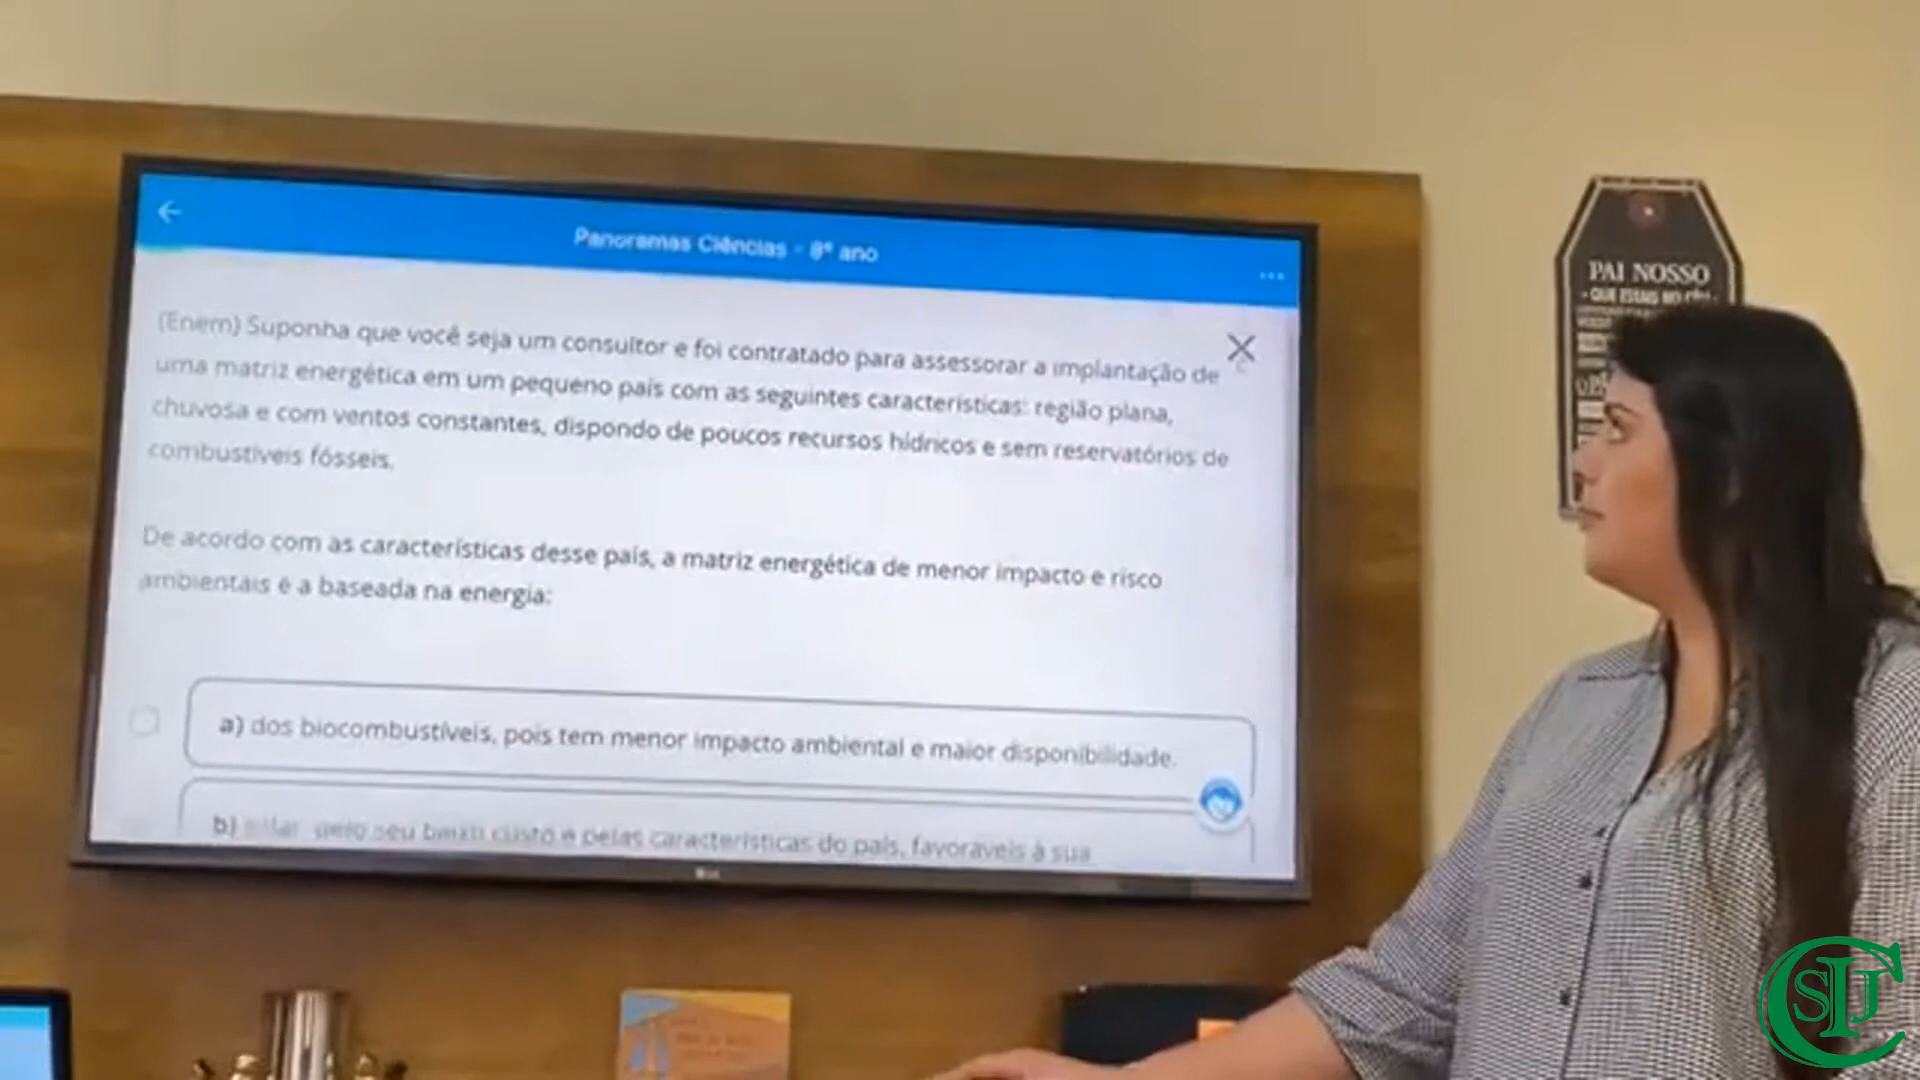 Panoramas Ciências - 8º ano
(Enem) Suponha que você seja um consultor e foi contratado para assessorar a implantação de
uma matriz energética em um pequeno país com as seguintes características: região plana,
chuvosa e com ventos constantes, dispondo de poucos recursos hídricos e sem reservatórios de
combustíveis fósseis.
De acordo com as características desse país, a matriz energética de menor impacto e risco
ambientais é a baseada na energia:
a) dos biocombustíveis, pois tem menor impacto ambiental e maior disponibilidade.
b) solar, pelo seu baixo custo e pelas características do país, favoráveis à sua
PAI NOSSO
QUE ESTAIS NO CÉU